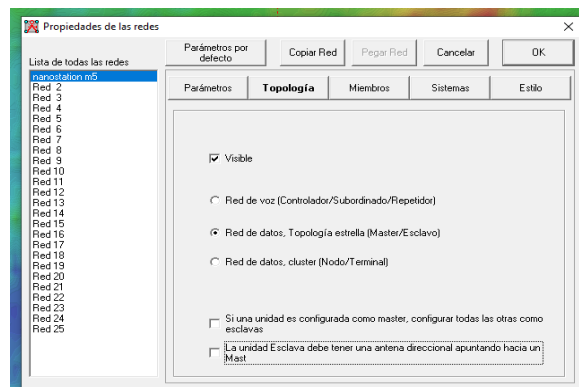 Propiedades de las redes
Lista de todas las redes
nanostation m5
Red 2
Red 3
Red 4
Red 5
Red 6
Red 7
Red 8
Red 9
Red 10
Red 11
Red 12
Red 13
Red 14
Red 15
Red 16
Red 17
Red 18
Red 19
Red 20
Red 21
Red 22
Red 23
Red 24
Red 25
Parámetros por
defecto
Copiar Red
Pegar Red
Cancelar
OK
Parámetros
Topología
Miembros
Sistemas
Estilo
Visible
Red de voz (Controlador/Subordinado/Repetidor)
Red de datos, Topología estrella (Master/Esclavo)
Red de datos, cluster (Nodo/Terminal)
Si una unidad es configurada como master, configurar todas las otras como
esclavas
La unidad Esclava debe tener una antena direccional apuntando hacia un
Mast